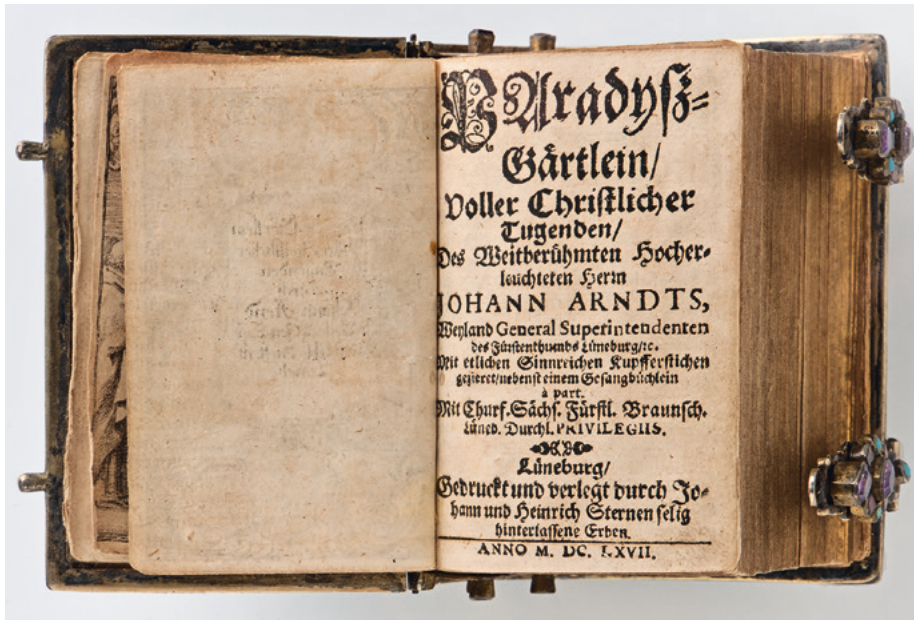 PAradyſz-
Gärtlein/
Voller Chriſtlicher
Tugenden/
Des Weitberühmten Hocher-
leuchteten Herrn
JOHANN ARNDTS,
Weyland General Superintendenten
des Fürſtenthumbs Lüneburg/ꝛc.
Mit etlichen Sinnreichen Kupfferſtichen
gezieret/nebenſt einem Geſangbüchlein
à part.
Mit Churf. Sächſ. Fürſtl. Braunſch.
Lüneb. Durchl. PRIVILEGIIS.
Lüneburg/
Gedruckt und verlegt durch Jo-
hann und Heinrich Sternen ſelig
hinterlaſſene Erben.
ANNO M. DC. LXVII.